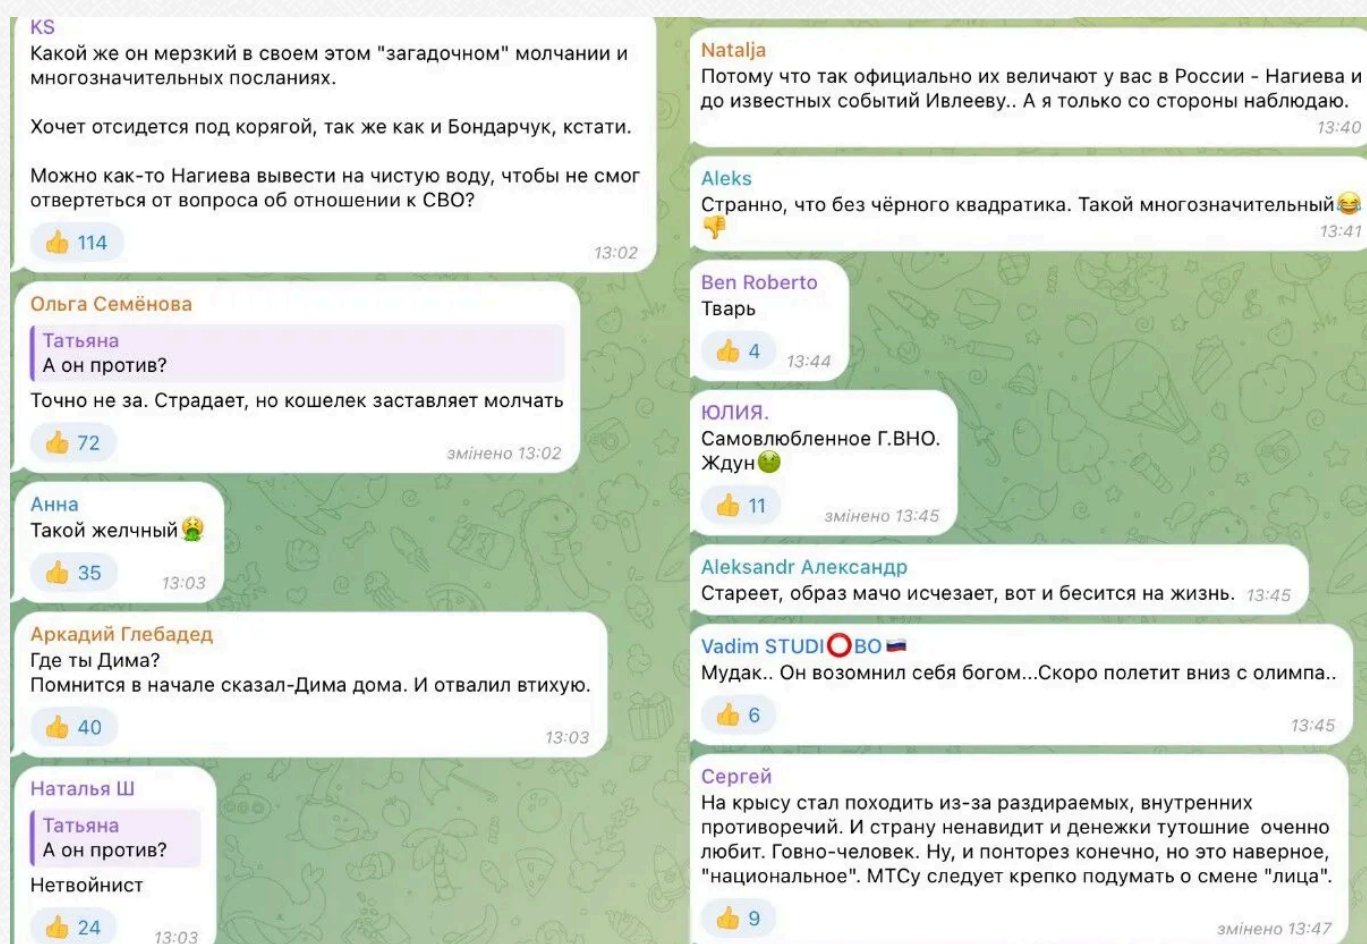 KS
Какой же он мерзкий в своем этом "загадочном" молчании и
многозначительных посланиях.
Хочет отсидется под корягой, так же как и Бондарчук, кстати.
Можно как-то Нагиева вывести на чистую воду, чтобы не смог
отвертеться от вопроса об отношении к СВО?
👍 114
13:02
Ольга Семёнова
Татьяна
А он против?
Точно не за. Страдает, но кошелек заставляет молчать
👍 72
змінено 13:02
Анна
Такой желчный🤮
👍 35
13:03
Аркадий Глебадед
Где ты Дима?
Помнится в начале сказал-Дима дома. И отвалил втихую.
👍 40
13:03
Наталья Ш
Татьяна
А он против?
Нетвойнист
👍 24
13:03
Natalja
Потому что так официально их величают у вас в России - Нагиева и
до известных событий Ивлееву.. А я только со стороны наблюдаю.
13:40
Aleks
Странно, что без чёрного квадратика. Такой многозначительный😂
👎
13:41
Ben Roberto
Тварь
👍 4 13:44
ЮЛИЯ.
Самовлюбленное Г.ВНО.
Ждун🤢
👍 11
змінено 13:45
Aleksandr Александр
Стареет, образ мачо исчезает, вот и бесится на жизнь. 13:45
Vadim STUDI⭕ВО🇷🇺
Мудак.. Он возомнил себя богом...Скоро полетит вниз с олимпа..
👍 6
13:45
Сергей
На крысу стал походить из-за раздираемых, внутренних
противоречий. И страну ненавидит и денежки тутошние оченно
любит. Говно-человек. Ну, и понторез конечно, но это наверное,
"национальное". МТСу следует крепко подумать о смене "лица".
👍 9
змінено 13:47